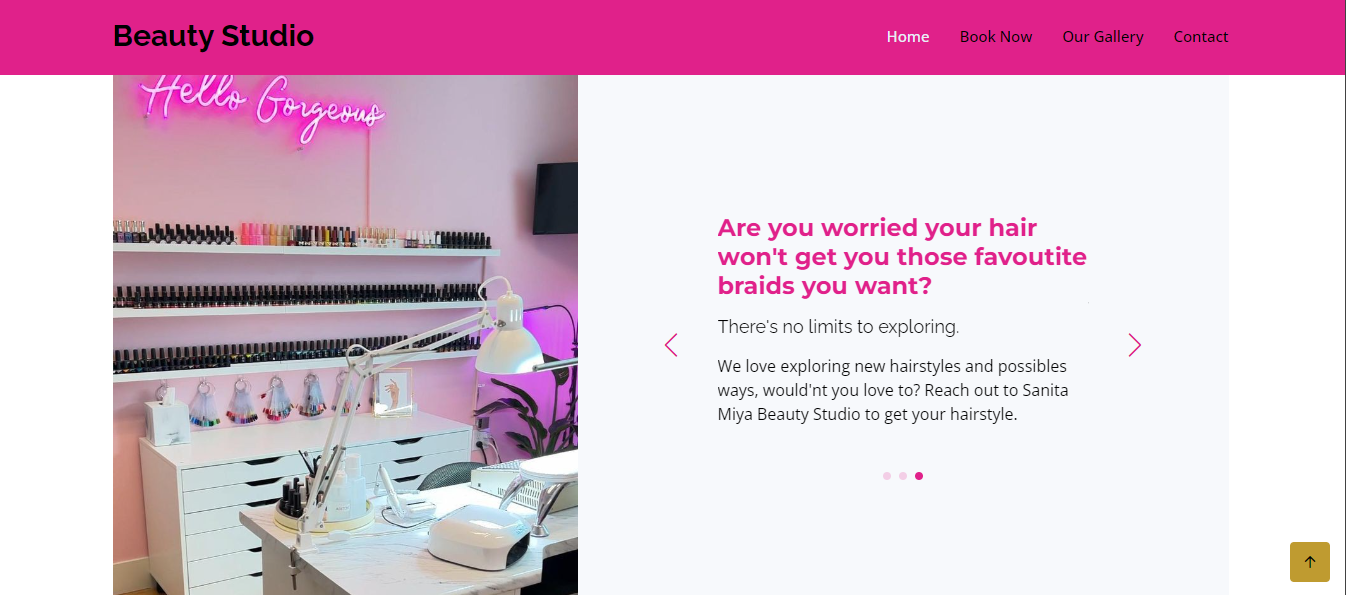 Beauty Studio
Home Book Now Our Gallery Contact
Hello Gorgeous
Are you worried your hair
won't get you those favoutite
braids you want?
There's no limits to exploring.
We love exploring new hairstyles and possibles
ways, would'nt you love to? Reach out to Sanita
Miya Beauty Studio to get your hairstyle.